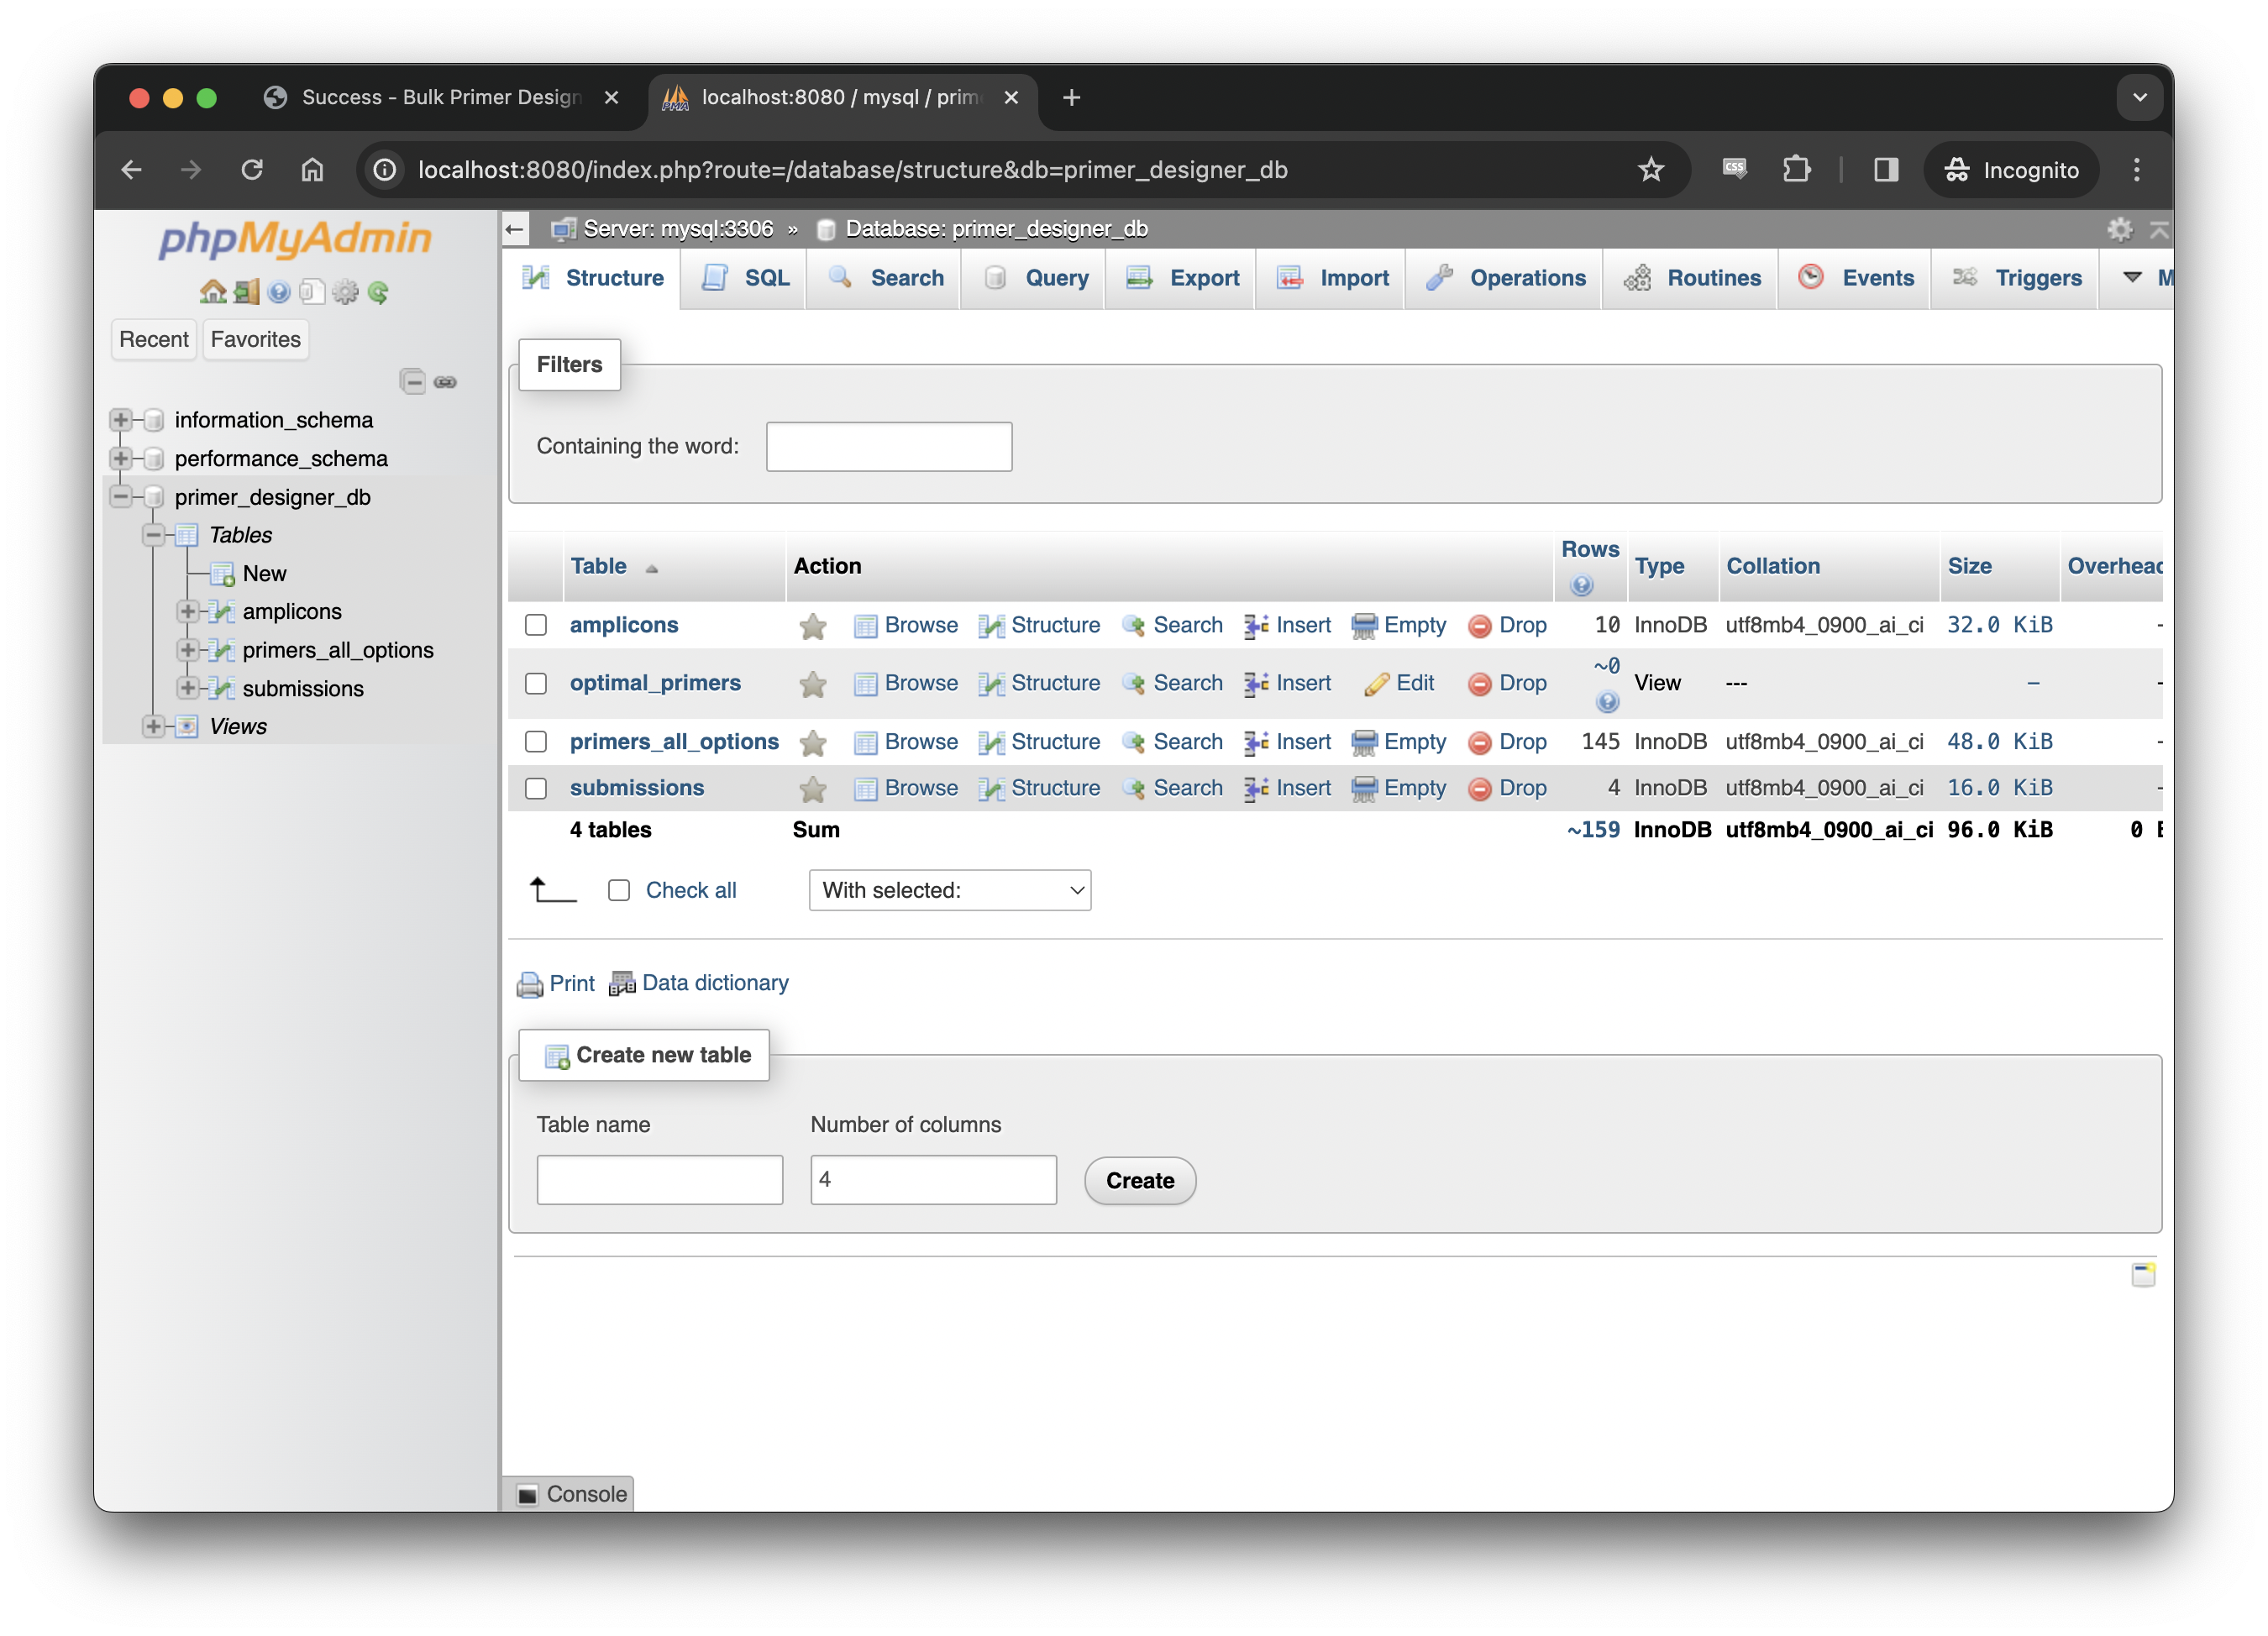 Success - Bulk Primer Design
localhost:8080 / mysql / prim
localhost:8080/index.php?route=/database/structure&db=primer_designer_db
CSS
Incognito
phpMyAdmin
Recent
Favorites
information_schema
performance_schema
primer_designer_db
Tables
New
amplicons
primers_all_options
submissions
Views
Server: mysql:3306 » Database: primer_designer_db
Structure SQL Search Query Export Import Operations Routines Events Triggers M
Filters
Containing the word:
Table Action Rows Type Collation Size Overhead
amplicons Browse Structure Search Insert Empty Drop 10 InnoDB utf8mb4_0900_ai_ci 32.0 KiB -
optimal_primers Browse Structure Search Insert Edit Drop ~0 View --- - -
primers_all_options Browse Structure Search Insert Empty Drop 145 InnoDB utf8mb4_0900_ai_ci 48.0 KiB -
submissions Browse Structure Search Insert Empty Drop 4 InnoDB utf8mb4_0900_ai_ci 16.0 KiB -
4 tables Sum ~159 InnoDB utf8mb4_0900_ai_ci 96.0 KiB 0 B
Check all With selected:
Print Data dictionary
Create new table
Table name Number of columns
4 Create
Console